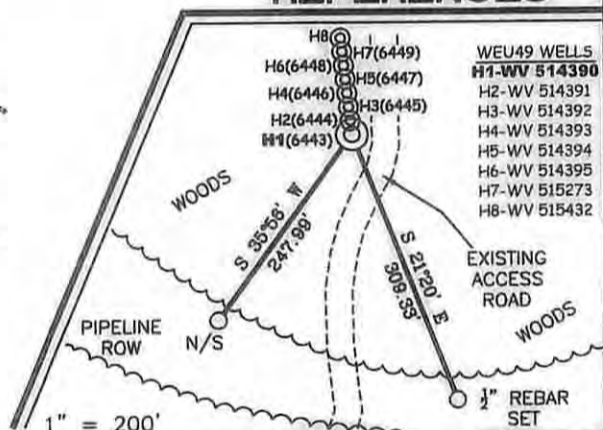 REFERENCES
H8
H7(6449)
H6(6448)
H5(6447)
H4(6446)
H3(6445)
H2(6444)
H1(6443)
WEU49 WELLS
H1-WV 514390
H2-WV 514391
H3-WV 514392
H4-WV 514393
H5-WV 514394
H6-WV 514395
H7-WV 515273
H8-WV 515432
WOODS
S 35°56' W
247.99'
S 21°20' E
309.33'
EXISTING
ACCESS
ROAD
WOODS
PIPELINE
ROW
N/S
½" REBAR
SET
1" = 200'